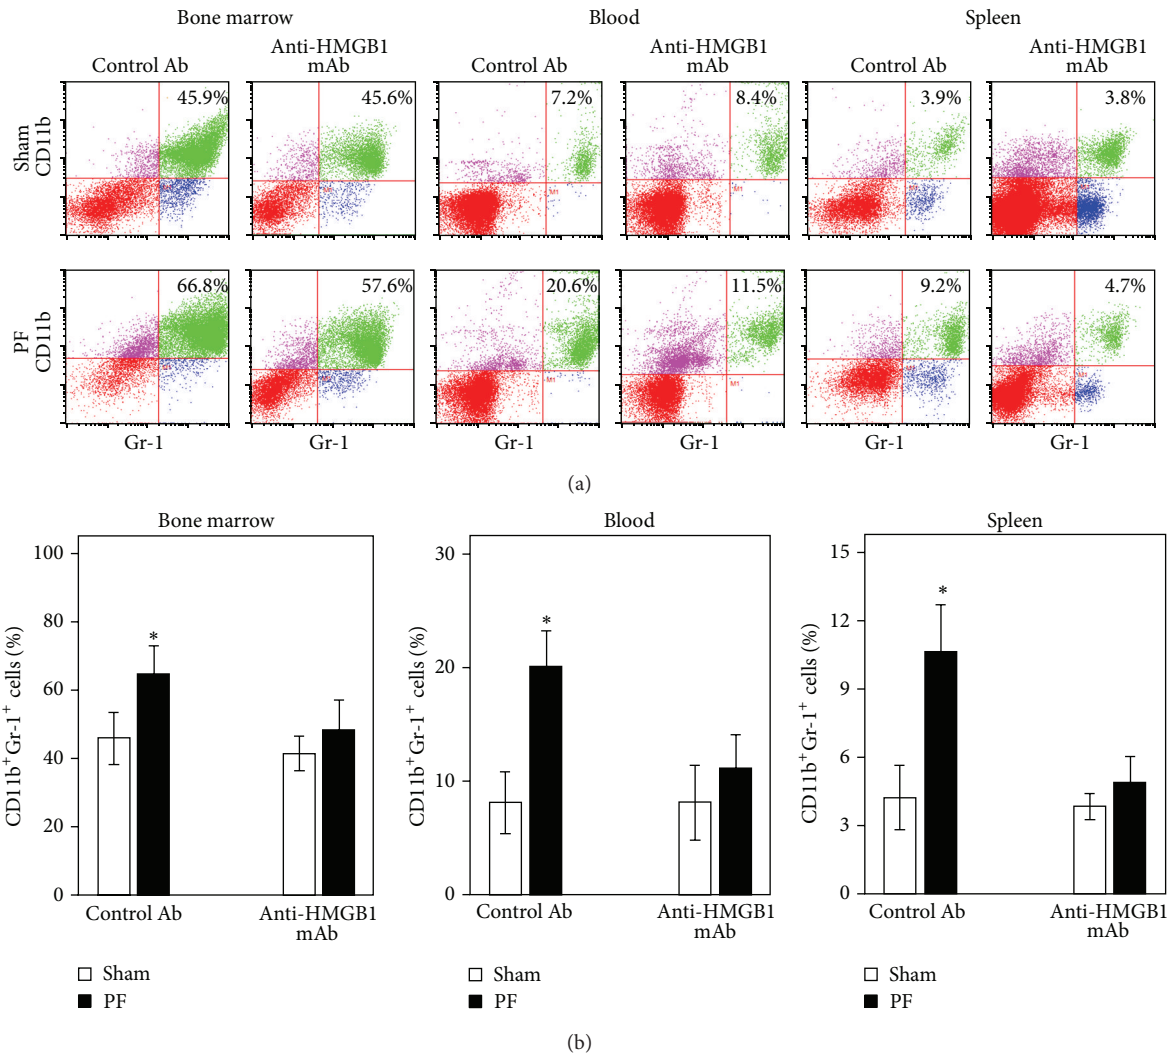 Bone marrow Blood Spleen
Control Ab Anti-HMGB1 mAb Control Ab Anti-HMGB1 mAb Control Ab Anti-HMGB1 mAb
Sham CD11b
45.9% 45.6% 7.2% 8.4% 3.9% 3.8%
M1 M1
PF CD11b
66.8% 57.6% 20.6% 11.5% 9.2% 4.7%
M1 M1
Gr-1 Gr-1 Gr-1 Gr-1 Gr-1 Gr-1
(a)
Bone marrow
CD11b+Gr-1+ cells (%)
100
80
60
40
20
0
*
Control Ab Anti-HMGB1 mAb
Sham
PF
Blood
CD11b+Gr-1+ cells (%)
30
20
10
0
*
Control Ab Anti-HMGB1 mAb
Sham
PF
Spleen
CD11b+Gr-1+ cells (%)
15
12
9
6
3
0
*
Control Ab Anti-HMGB1 mAb
Sham
PF
(b)